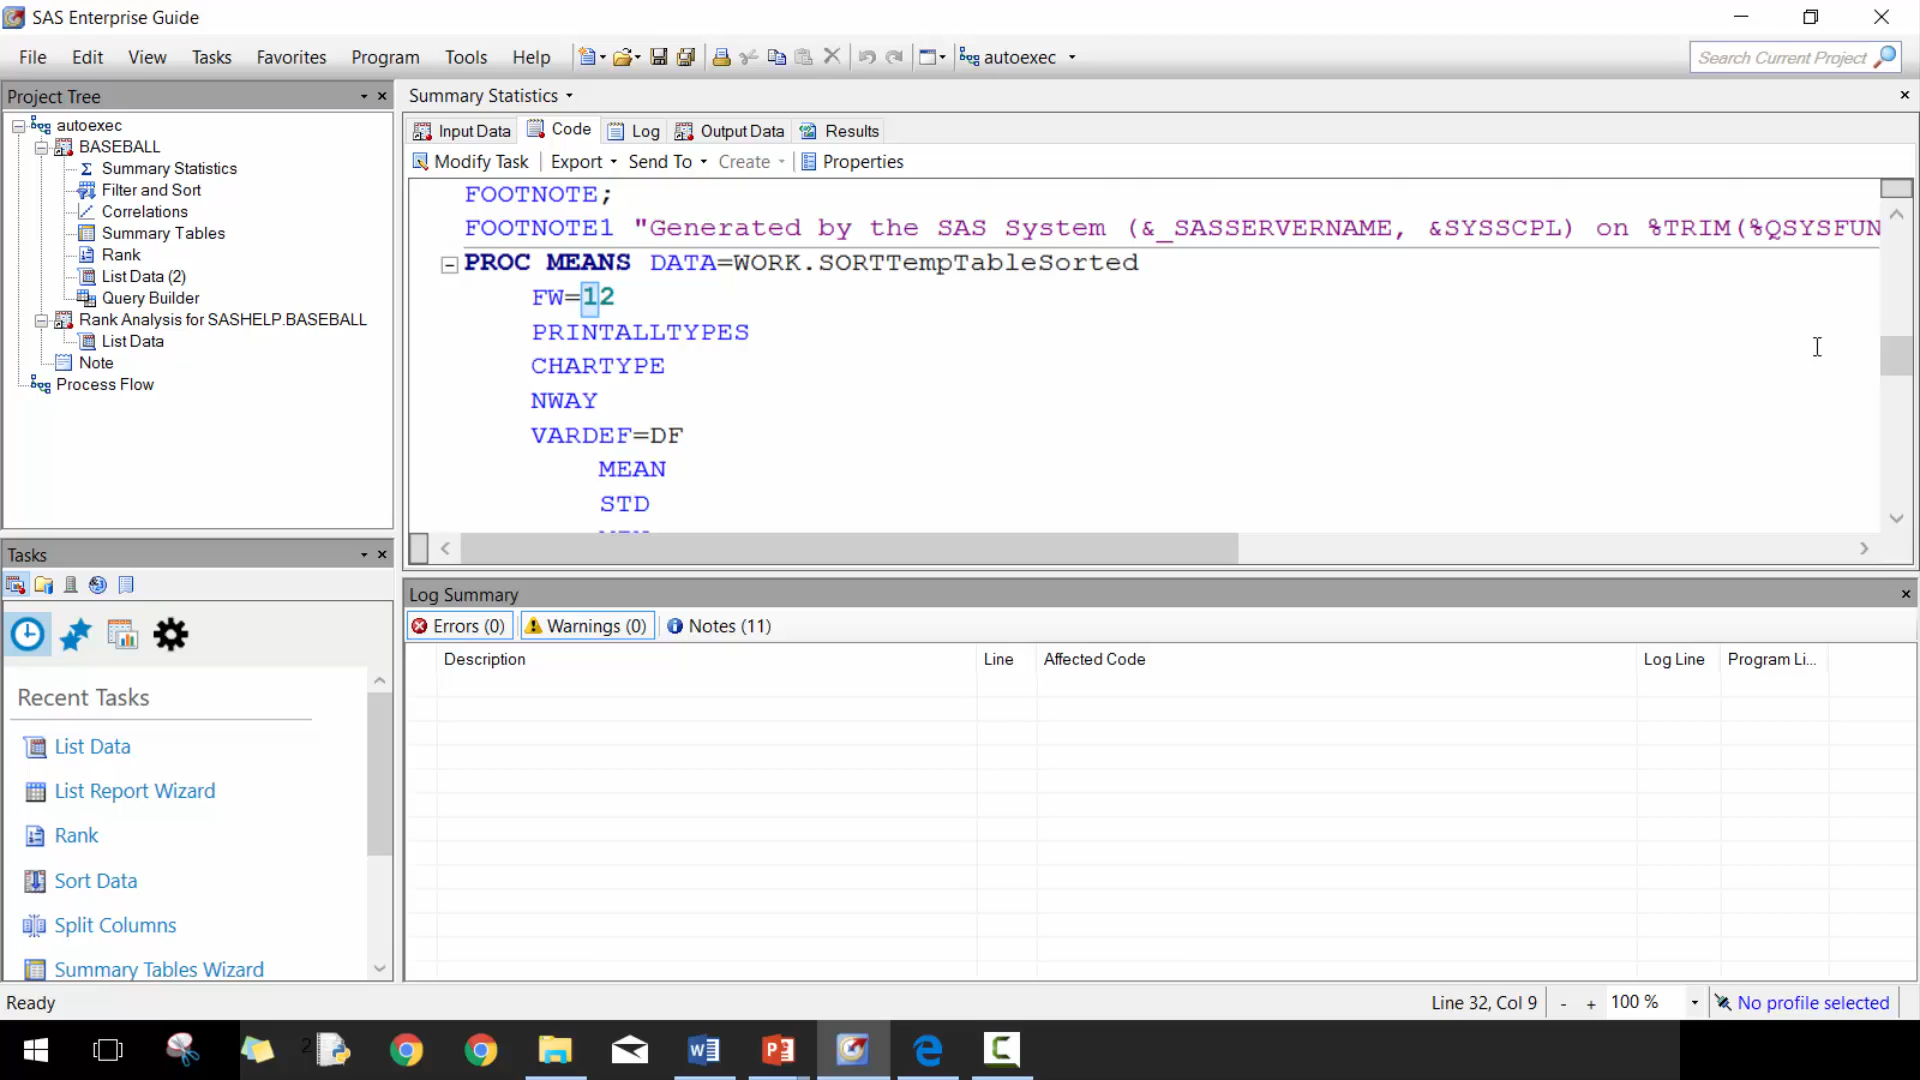 SAS Enterprise Guide
File Edit View Tasks Favorites Program Tools Help autoexec Search Current Project
Project Tree
autoexec
BASEBALL
Summary Statistics
Filter and Sort
Correlations
Summary Tables
Rank
List Data (2)
Query Builder
Rank Analysis for SASHELP.BASEBALL
List Data
Note
Process Flow
Summary Statistics
Input Data Code Log Output Data Results
Modify Task Export Send To Create Properties
FOOTNOTE;
FOOTNOTE1 "Generated by the SAS System (&_SASSERVERNAME, &SYSSCPL) on %TRIM(%QSYSFUN
PROC MEANS DATA=WORK.SORTTempTableSorted
FW=12
PRINTALLTYPES
CHARTYPE
NWAY
VARDEF=DF
MEAN
STD
Tasks
Recent Tasks
List Data
List Report Wizard
Rank
Sort Data
Split Columns
Summary Tables Wizard
Log Summary
Errors (0) Warnings (0) Notes (11)
Description Line Affected Code Log Line Program Li...
Ready Line 32, Col 9 - + 100 % No profile selected